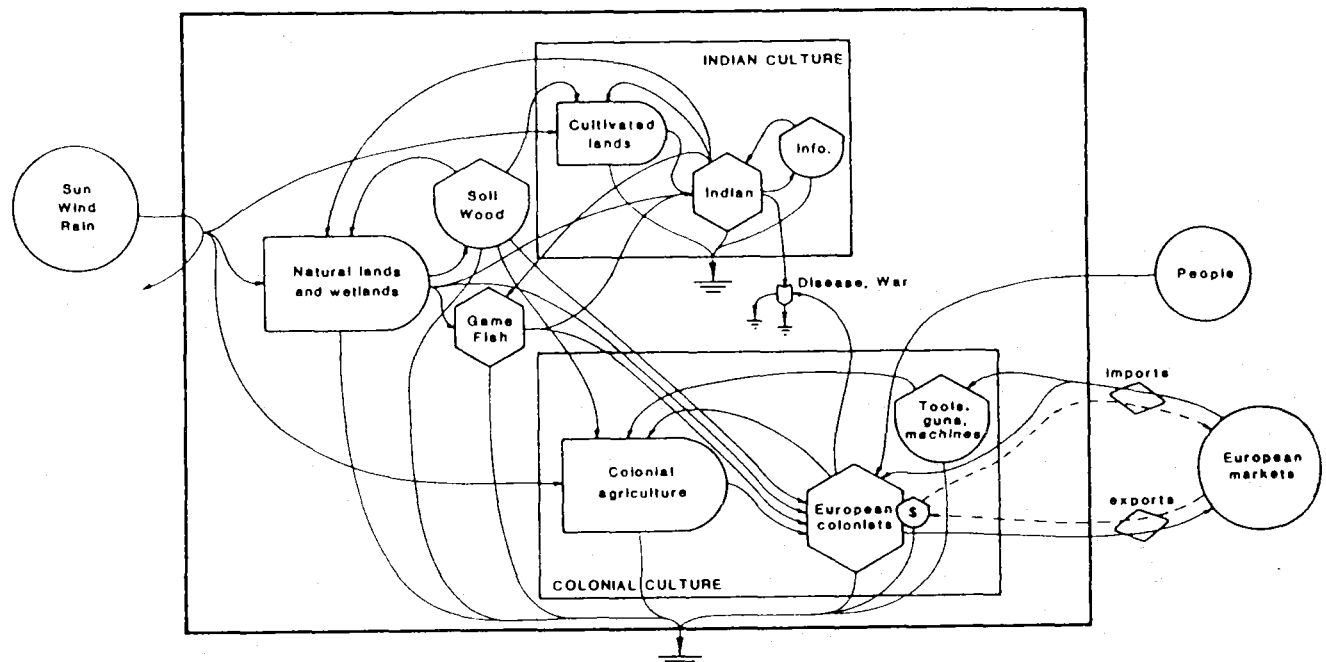 INDIAN CULTURE
Cultivated
lands
Info.
Indian
Sun
Wind
Rain
Soil
Wood
Natural lands
and wetlands
Game
Fish
Disease, War
People
imports
Tools,
guns,
machines
European
markets
Colonial
agriculture
European
colonists
$
exports
COLONIAL CULTURE